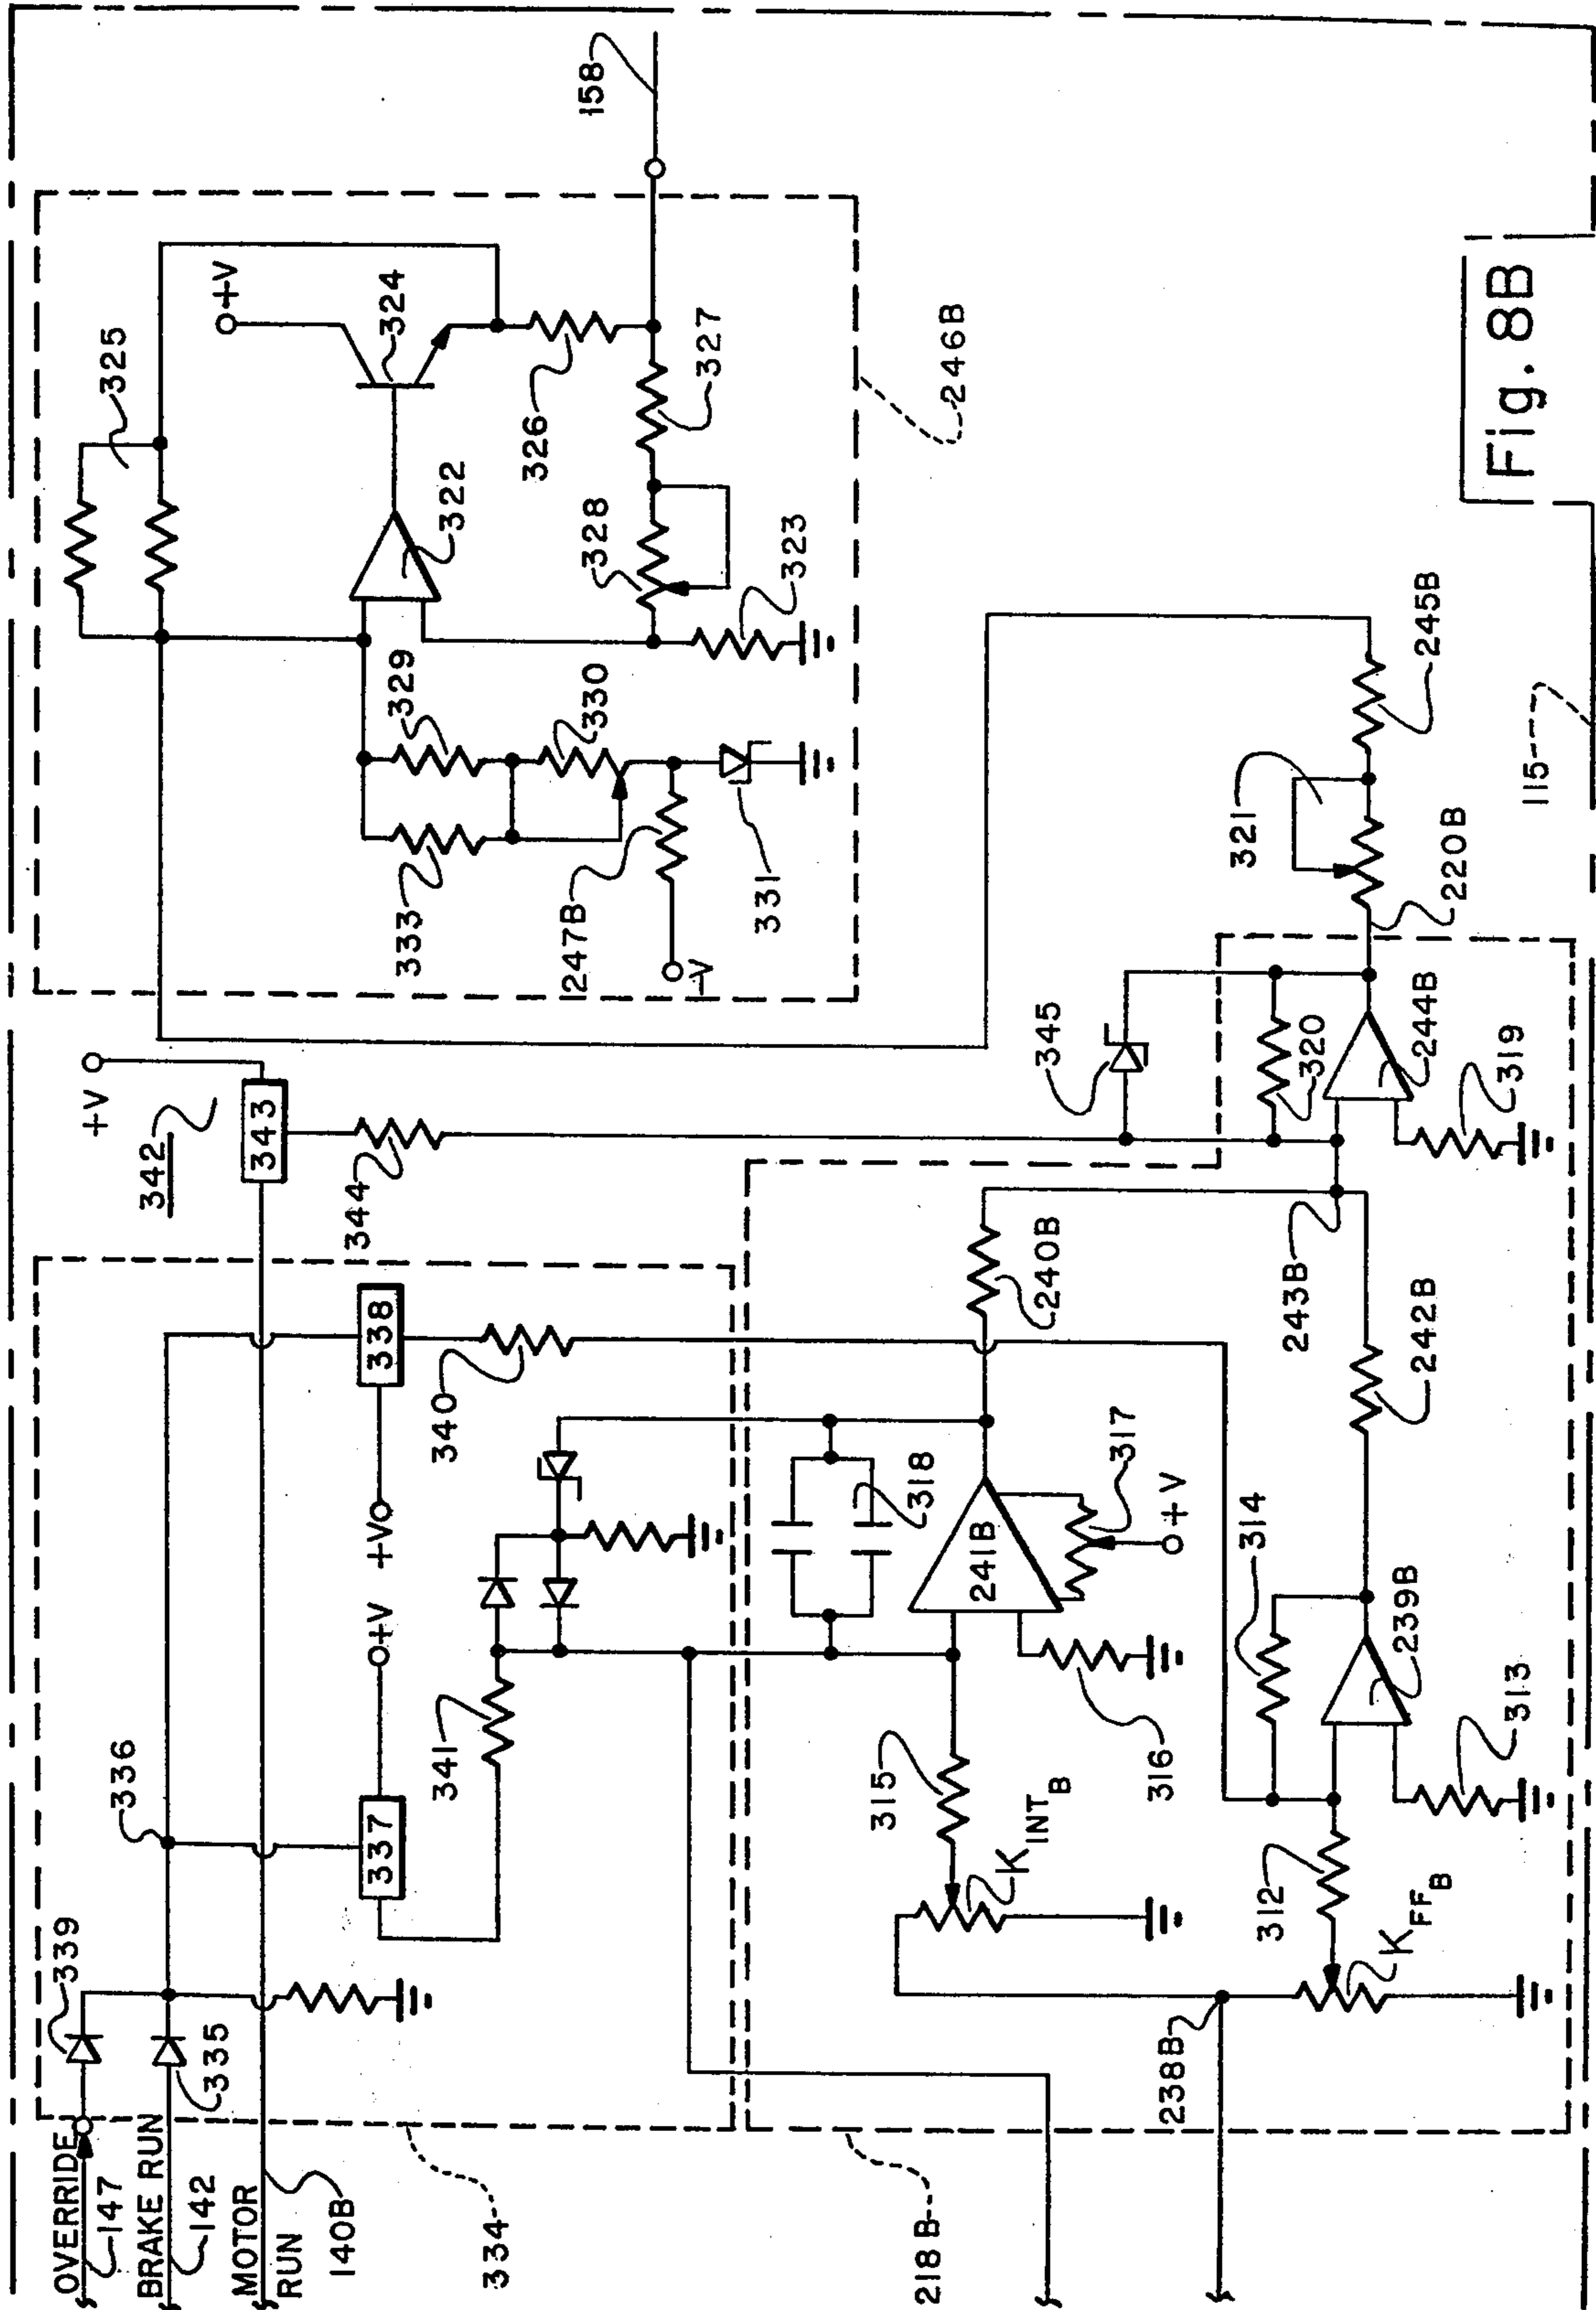 OVERRIDE
147
BRAKE RUN
142
MOTOR
RUN
140B
339
335
334
336
337
+V
+V
338
341
340
342
+V
343
344
325
+V
324
322
326
327
328
323
329
330
333
247B
-V
331
158
246B
218B
238B
K INT B
K FF B
315
316
312
313
314
317
+V
318
241B
239B
240B
242B
243B
345
320
244B
319
321
220B
245B
115
Fig. 8B